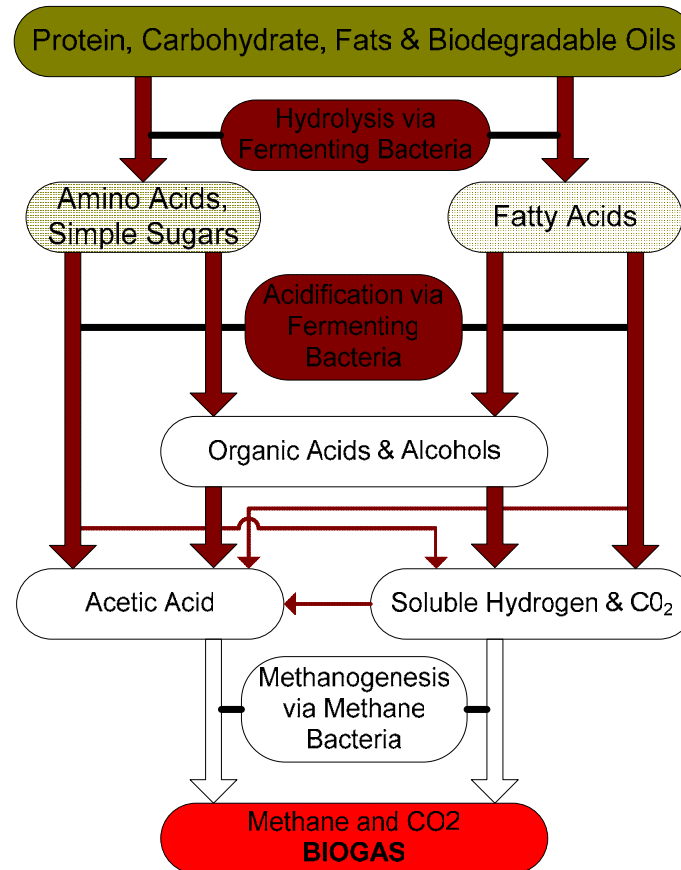 Protein, Carbohydrate, Fats & Biodegradable Oils
Hydrolysis via
Fermenting Bacteria
Amino Acids,
Simple Sugars
Fatty Acids
Acidification via
Fermenting
Bacteria
Organic Acids & Alcohols
Acetic Acid
Soluble Hydrogen & C0₂
Methanogenesis
via Methane
Bacteria
Methane and CO2
BIOGAS